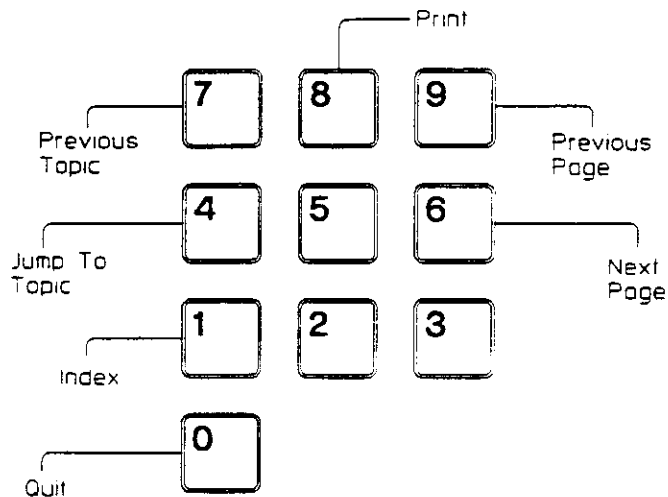 Print
7
8
9
Previous
Topic
Previous
Page
4
5
6
Jump To
Topic
Next
Page
1
2
3
Index
0
Quit